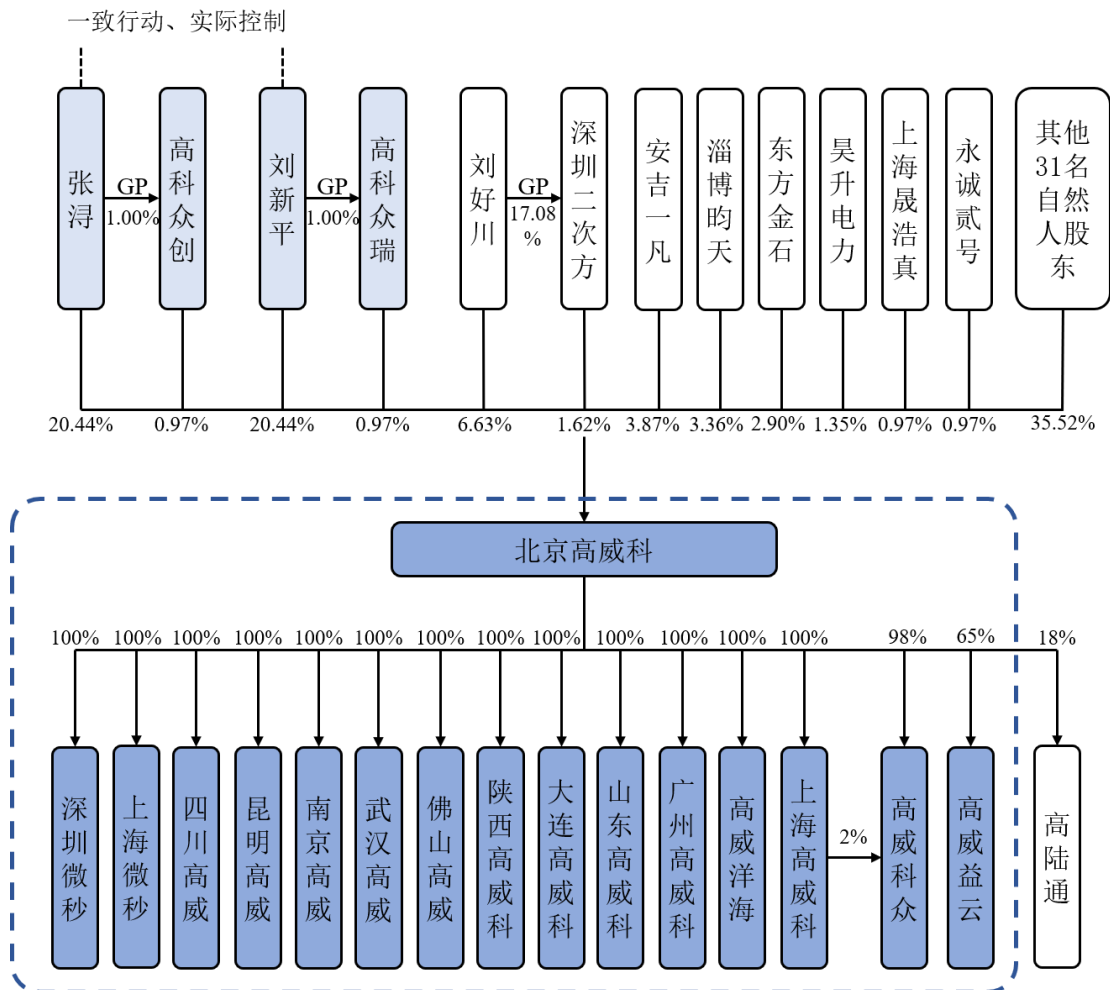 一致行动、实际控制
张浔
GP
1.00%
高科众创
刘新平
GP
1.00%
高科众瑞
刘好川
GP
17.08
%
深圳二次方
安吉一凡
淄博昀天
东方金石
昊升电力
上海晟浩真
永诚贰号
其他
31名
自然
人股
东
20.44%
0.97%
20.44%
0.97%
6.63%
1.62%
3.87%
3.36%
2.90%
1.35%
0.97%
0.97%
35.52%
北京高威科
100%
100%
100%
100%
100%
100%
100%
100%
100%
100%
100%
100%
100%
98%
65%
18%
深圳微秒
上海微秒
四川高威
昆明高威
南京高威
武汉高威
佛山高威
陕西高威科
大连高威科
山东高威科
广州高威科
高威洋海
上海高威科
2%
高威科众
高威益云
高陆通